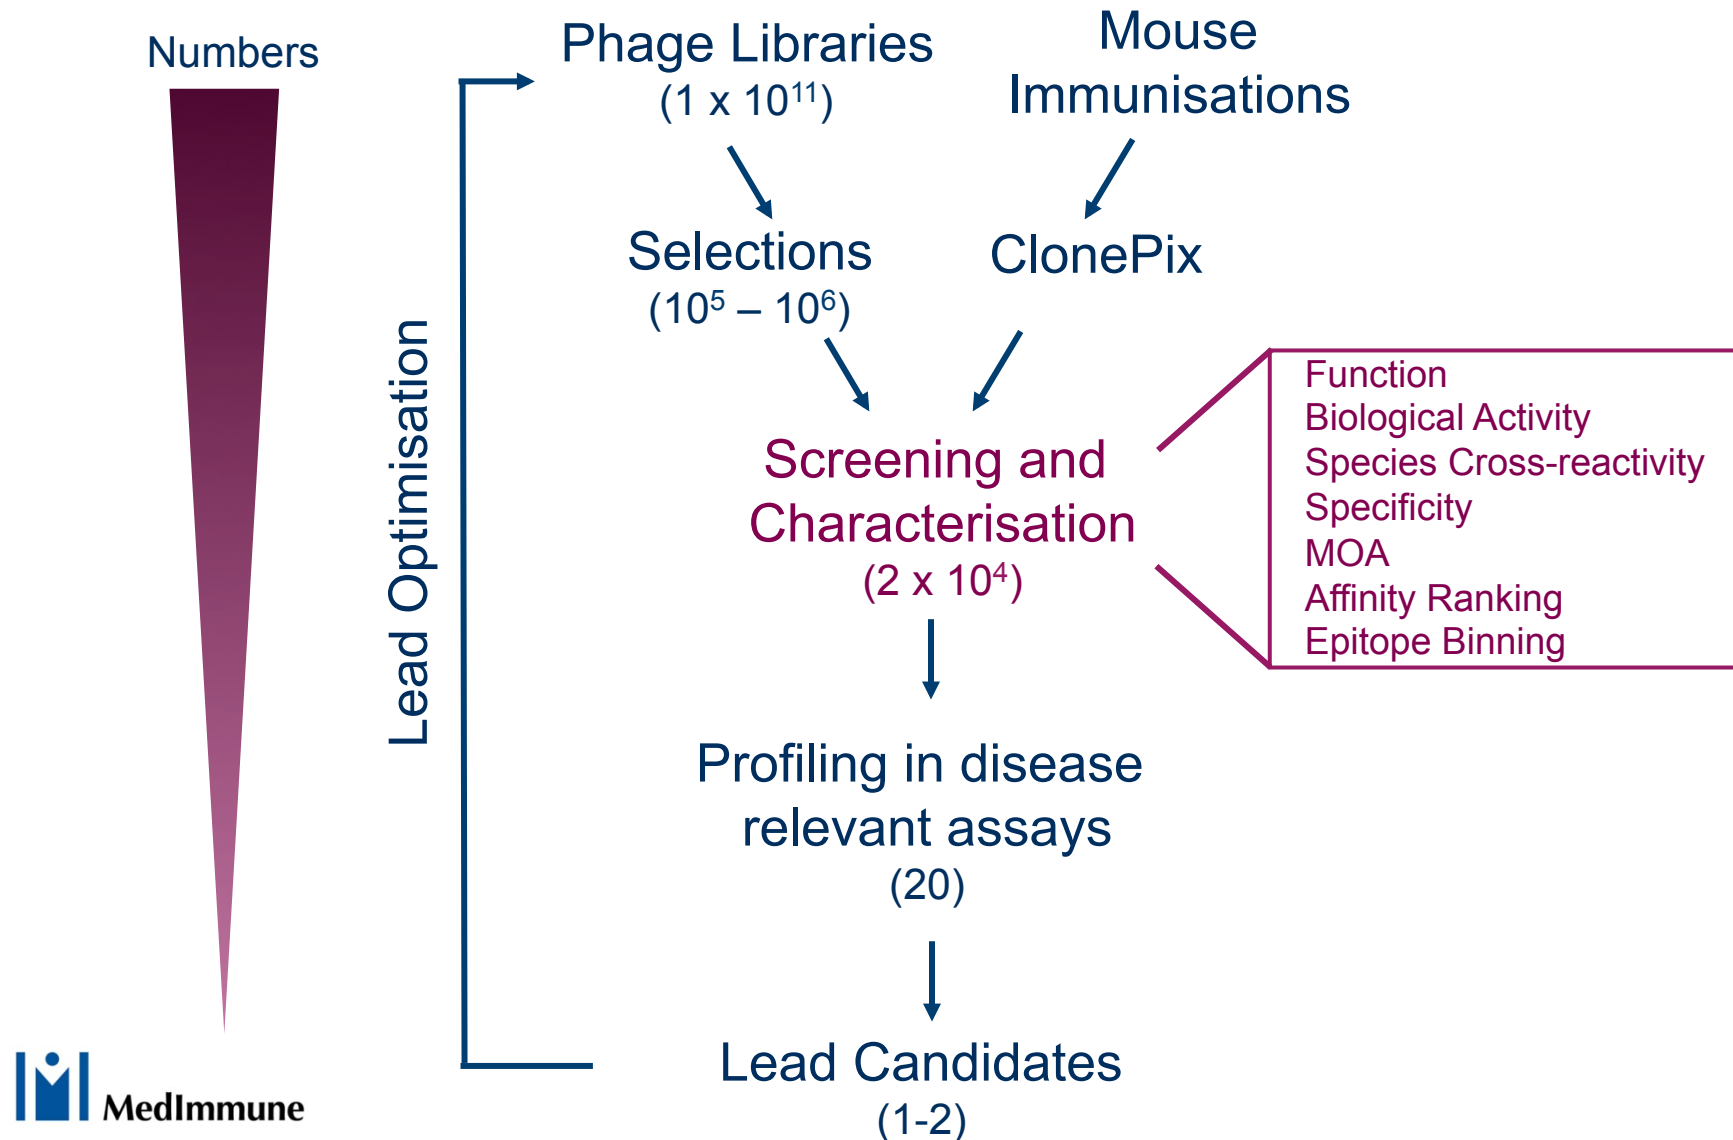 Numbers
Phage Libraries
(1 x 10¹¹)
Mouse
Immunisations
Selections
(10⁵ – 10⁶)
ClonePix
Lead Optimisation
Screening and
Characterisation
(2 x 10⁴)
Function
Biological Activity
Species Cross-reactivity
Specificity
MOA
Affinity Ranking
Epitope Binning
Profiling in disease
relevant assays
(20)
Lead Candidates
(1-2)
MedImmune